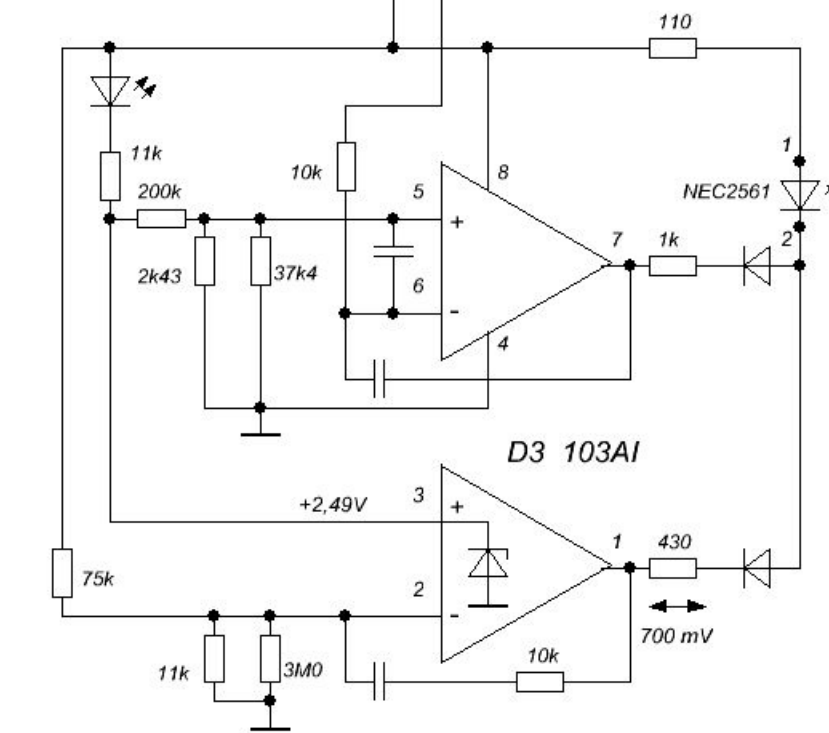 110
11k
10k
200k
5
8
1
NEC2561
+
7
1k
2
2k43
37k4
6
-
4
D3 103AI
+2,49V
3
+
1
430
75k
2
-
700 mV
11k
3M0
10k